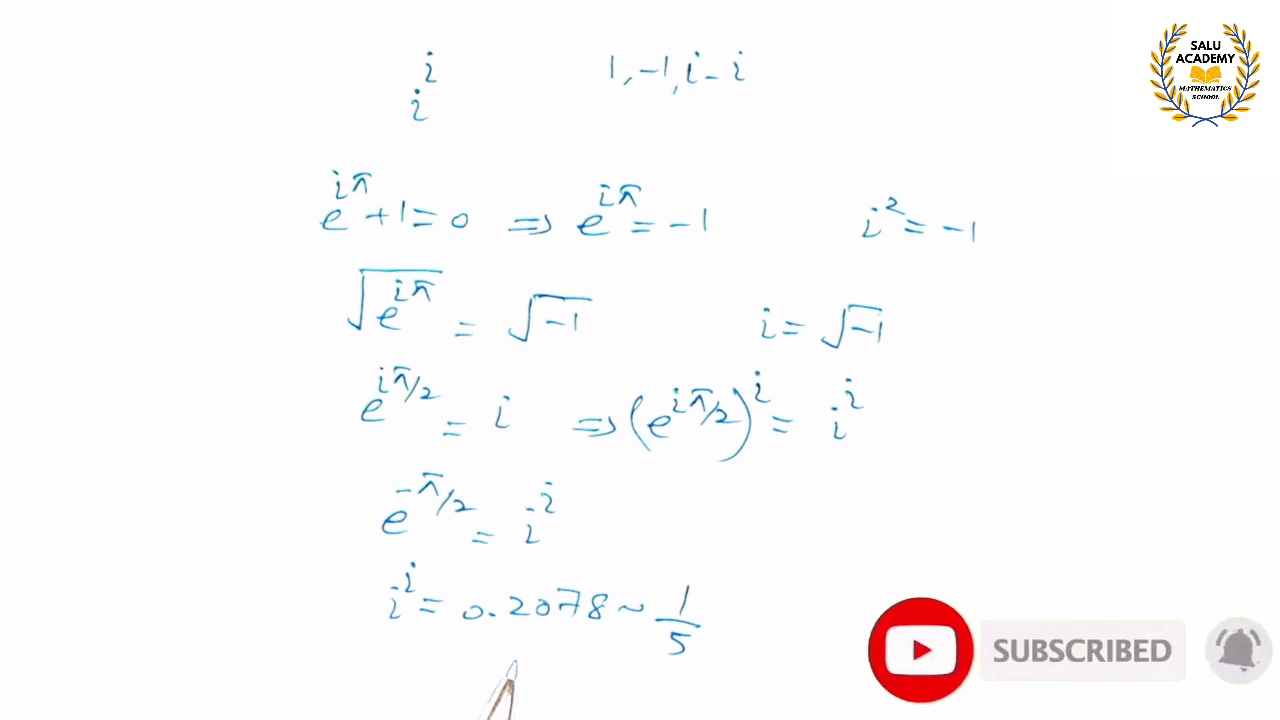 i^i 1, -1, i - i
SALU
ACADEMY
MATHEMATICS
SCHOOL
e^{iπ} + 1 = 0 ⇒ e^{iπ} = -1 i^2 = -1
√(e^{iπ}) = √-1 i = √-1
e^{iπ/2} = i ⇒ (e^{iπ/2})^i = i^i
e^{-π/2} = i^i
i^i = 0.2078 ~ 1/5
SUBSCRIBED